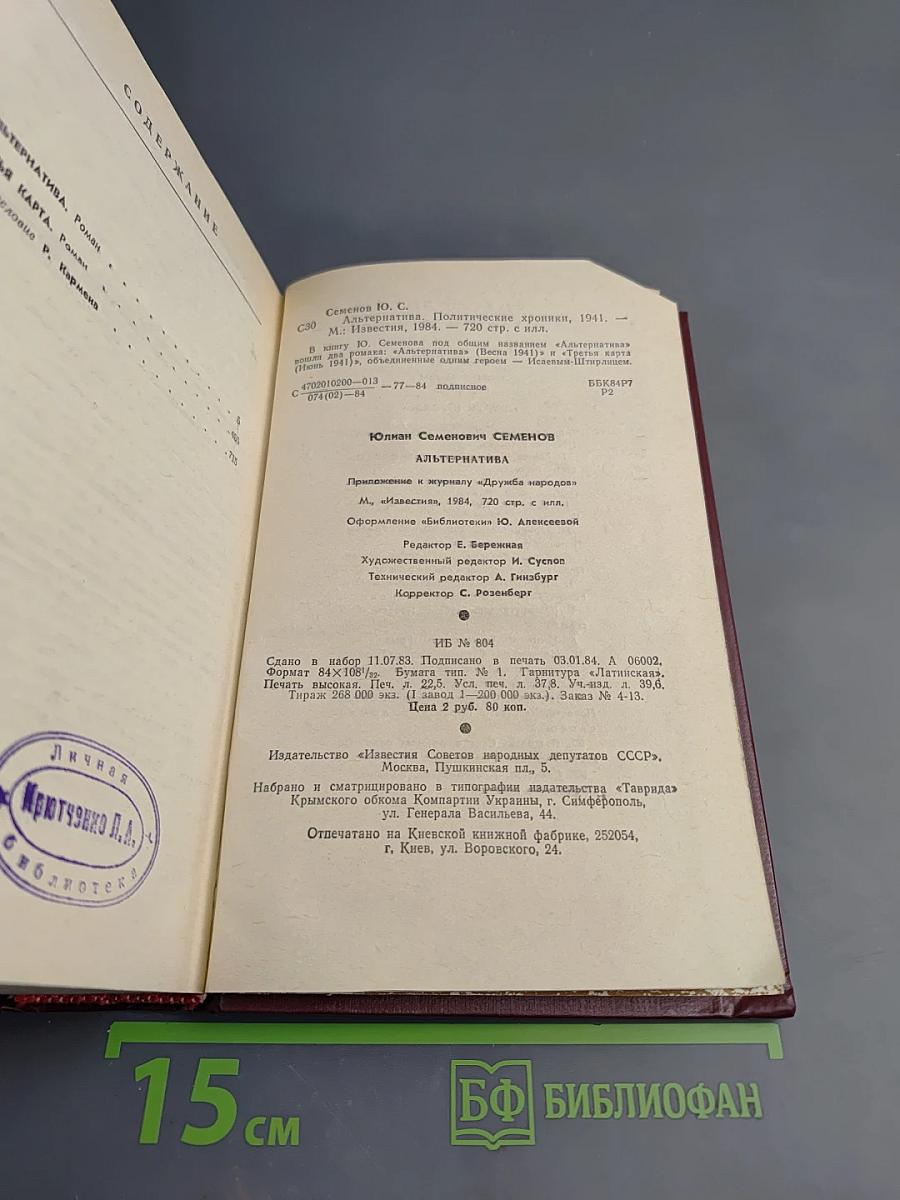 СОДЕРЖАНИЕ
ЬТЕРНАТИВА. Роман
ЬЯ КАРТА. Роман
словие Р. Кармена
5
715
Личная
библиотека
Семенов Ю. С.
С30
Альтернатива. Политические хроники, 1941. —
М.: Известия, 1984. — 720 стр. с илл.
В книгу Ю. Семенова под общим названием «Альтернатива»
вошли два романа: «Альтернатива» (Весна 1941)» и «Третья карта
(Июнь 1941)», объединенные одним героем — Исаевым-Штирлицем.
С 4702010200—013 / 074(02)—84 —77—84 подписное
ББК84Р7
Р2
Юлиан Семенович СЕМЕНОВ
АЛЬТЕРНАТИВА
Приложение к журналу «Дружба народов»
М., «Известия», 1984, 720 стр. с илл.
Оформление «Библиотеки» Ю. Алексеевой
Редактор Е. Бережная
Художественный редактор И. Суслов
Технический редактор А. Гинзбург
Корректор С. Розенберг
ИБ № 804
Сдано в набор 11.07.83. Подписано в печать 03.01.84. А 06002.
Формат 84×108¹/₃₂. Бумага тип. № 1. Гарнитура «Латинская».
Печать высокая. Печ. л. 22,5. Усл. печ. л. 37,8. Уч.-изд. л. 39,6.
Тираж 268 000 экз. (I завод 1—200 000 экз.). Заказ № 4-13.
Цена 2 руб. 80 коп.
Издательство «Известия Советов народных депутатов СССР».
Москва, Пушкинская пл., 5.
Набрано и сматрицировано в типографии издательства «Таврида»
Крымского обкома Компартии Украины, г. Симферополь,
ул. Генерала Васильева, 44.
Отпечатано на Киевской книжной фабрике, 252054,
г. Киев, ул. Воровского, 24.
15 см
БФ БИБЛИОФАН